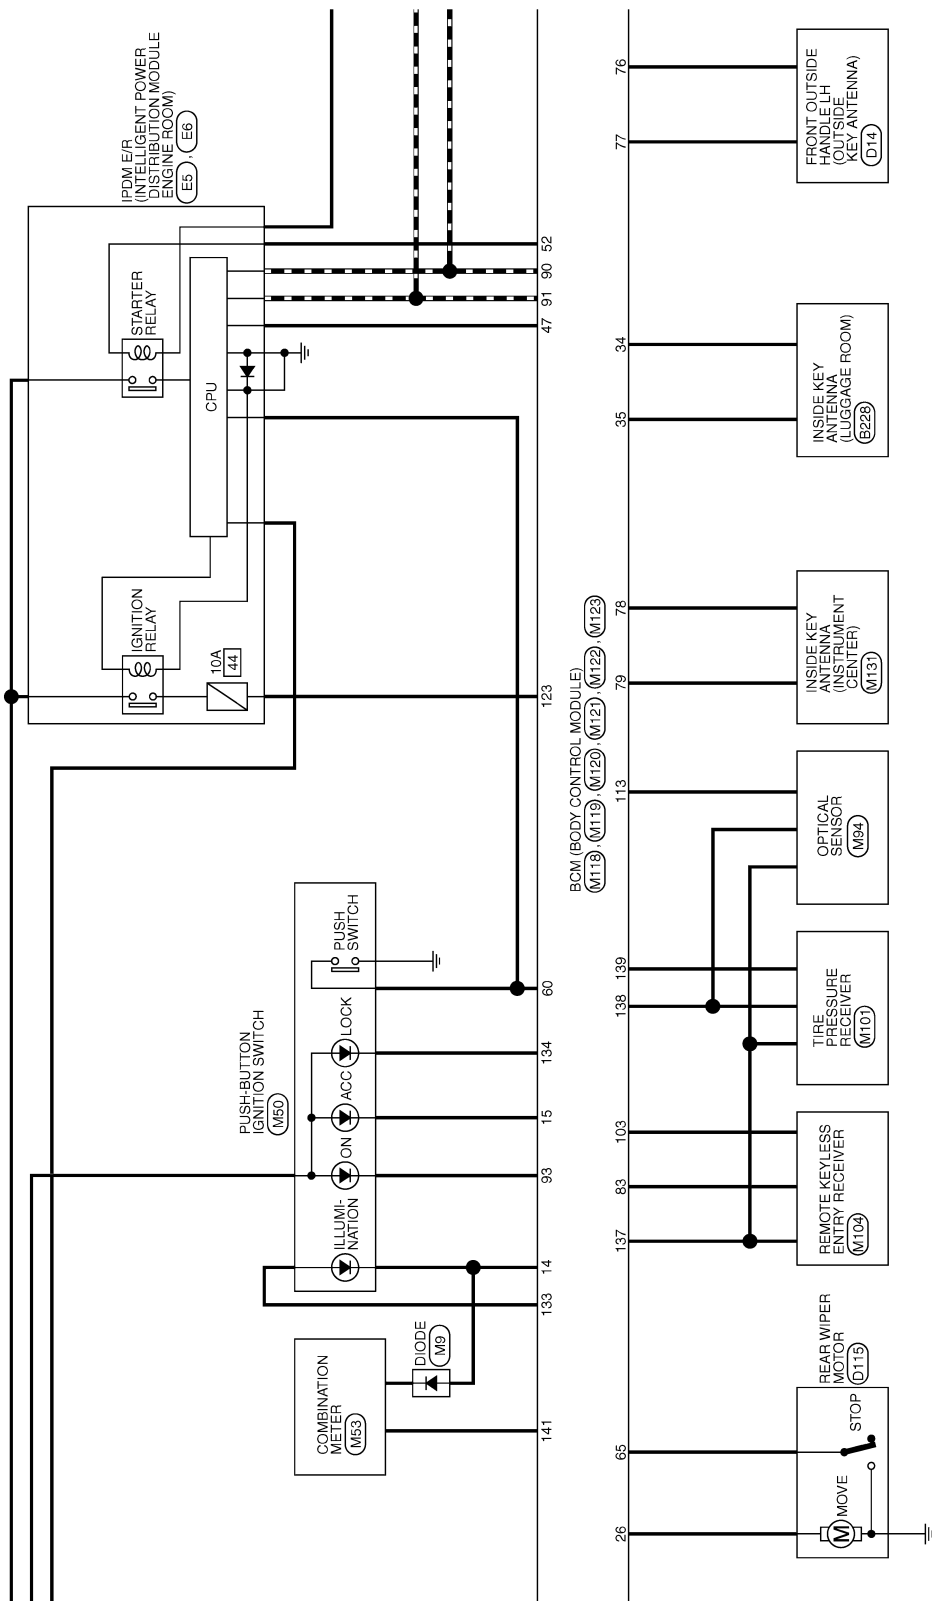 IPDM E/R
(INTELLIGENT POWER
DISTRIBUTION MODULE
ENGINE ROOM)
E5 , E6
STARTER
RELAY
CPU
IGNITION
RELAY
10A
44
52
90
91
47
123
60
134
15
93
14
133
141
PUSH-BUTTON
IGNITION SWITCH
M50
PUSH
SWITCH
LOCK
ACC
ON
ILLUMI-
NATION
COMBINATION
METER
M53
DIODE
M9
BCM (BODY CONTROL MODULE)
M118 , M119 , M120 , M121 , M122 , M123
76
77
34
35
78
79
113
139
138
103
83
137
65
26
FRONT OUTSIDE
HANDLE LH
(OUTSIDE
KEY ANTENNA)
D14
INSIDE KEY
ANTENNA
(LUGGAGE ROOM)
B228
INSIDE KEY
ANTENNA
(INSTRUMENT
CENTER)
M131
OPTICAL
SENSOR
M94
TIRE
PRESSURE
RECEIVER
M101
REMOTE KEYLESS
ENTRY RECEIVER
M104
REAR WIPER
MOTOR
D115
STOP
MOVE
M